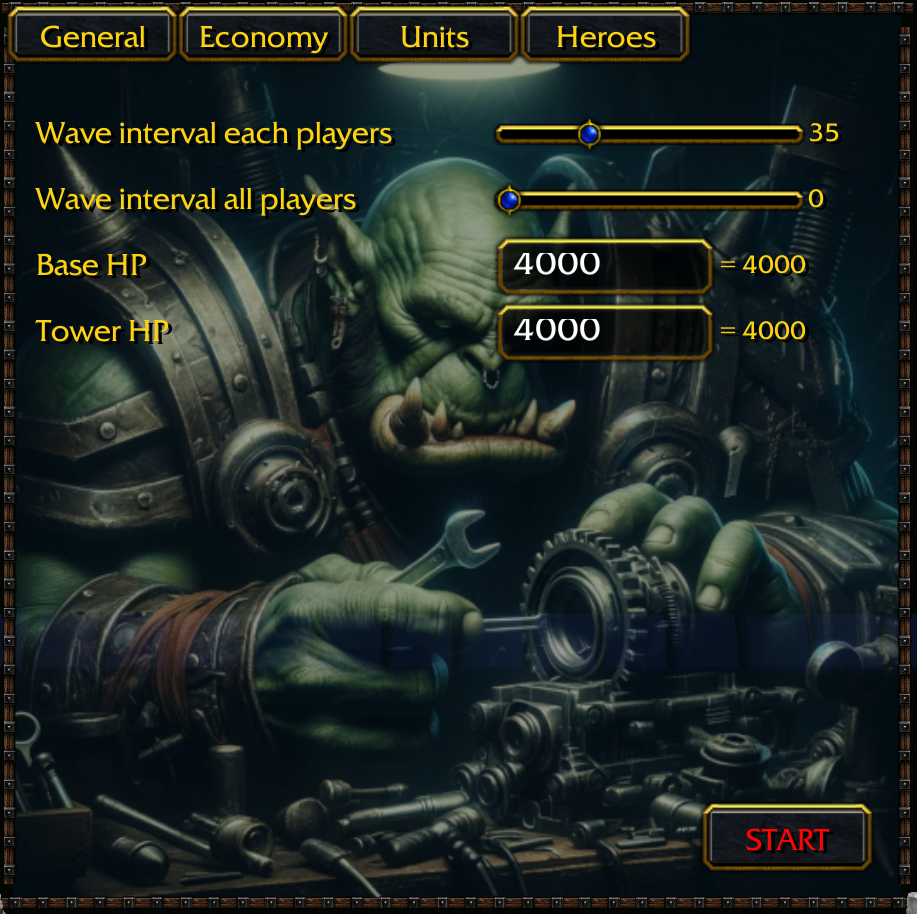 General Economy Units Heroes
Wave interval each players 35
Wave interval all players 0
Base HP 4000 = 4000
Tower HP 4000 = 4000
START